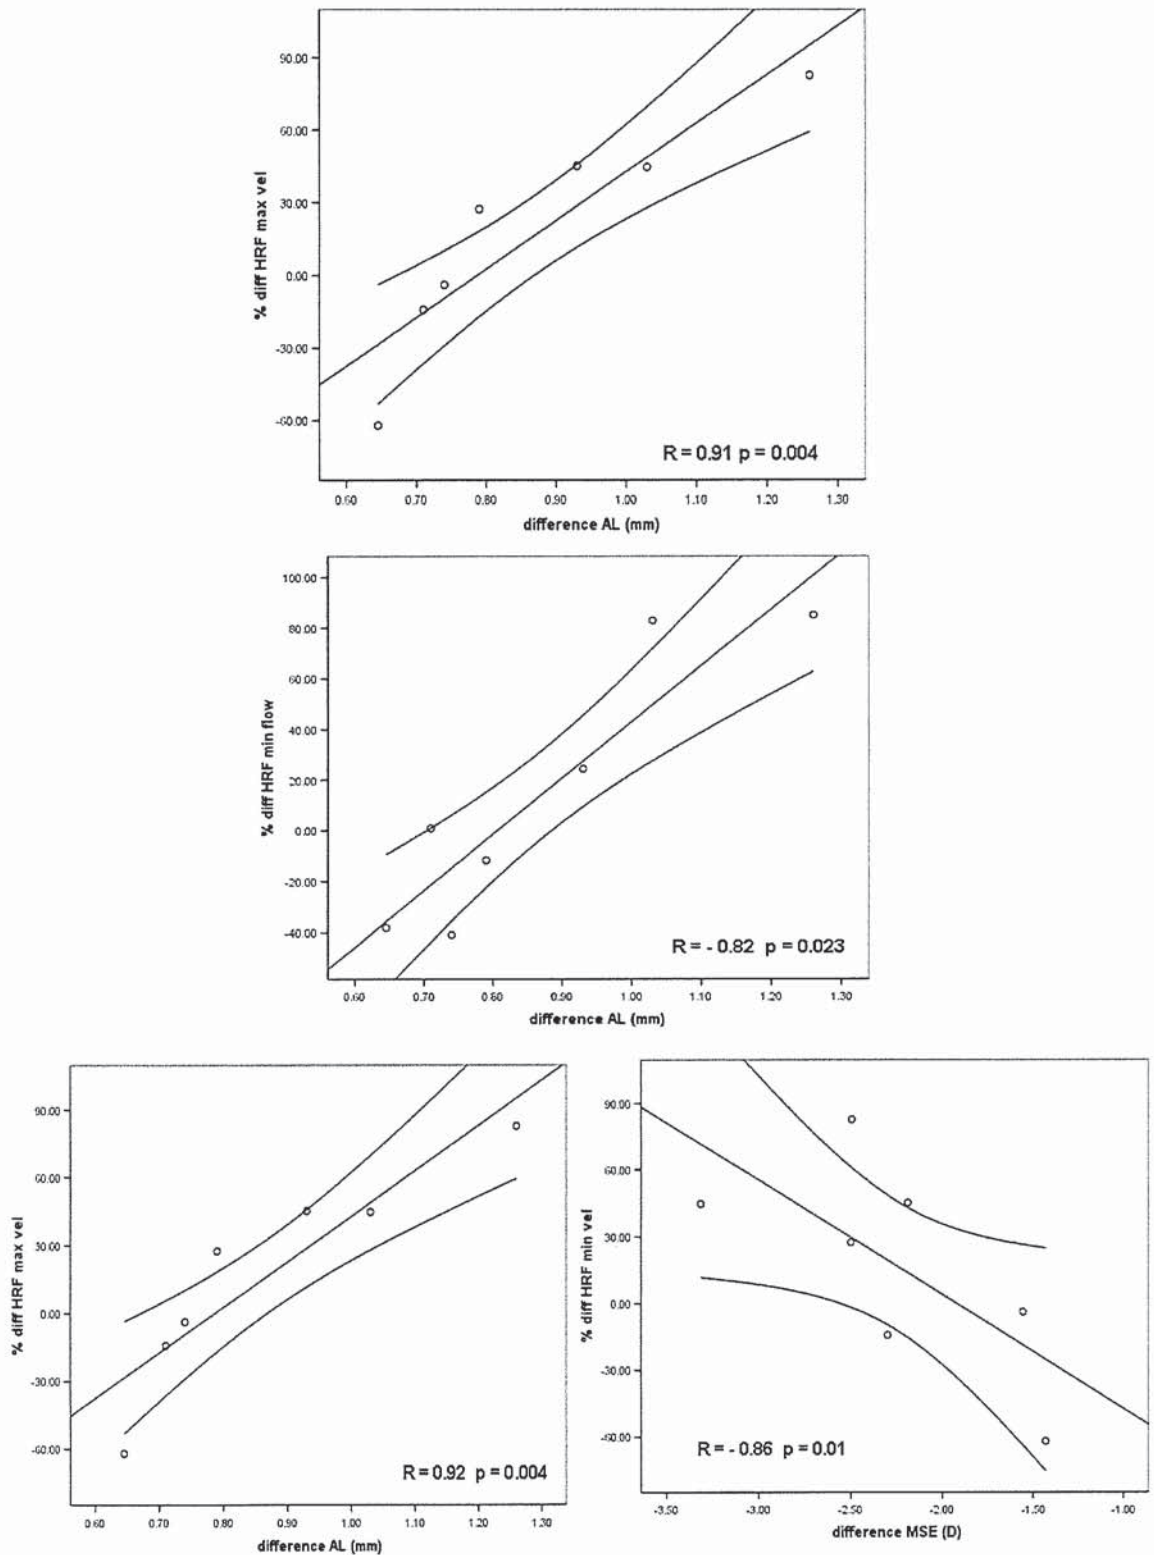 % diff HRF max vel
90.00
60.00
30.00
0.00
-30.00
-60.00
R = 0.91 p = 0.004
0.60 0.70 0.80 0.90 1.00 1.10 1.20 1.30
difference AL (mm)
% diff HRF min flow
100.00
80.00
60.00
40.00
20.00
0.00
-20.00
-40.00
R = - 0.82 p = 0.023
0.60 0.70 0.80 0.90 1.00 1.10 1.20 1.30
difference AL (mm)
% diff HRF max vel
90.00
60.00
30.00
0.00
-30.00
-60.00
R = 0.92 p = 0.004
0.60 0.70 0.80 0.90 1.00 1.10 1.20 1.30
difference AL (mm)
% diff HRF min vel
90.00
60.00
30.00
0.00
-30.00
-60.00
R = - 0.86 p = 0.01
-3.50 -3.00 -2.50 -2.00 -1.50 -1.00
difference MSE (D)